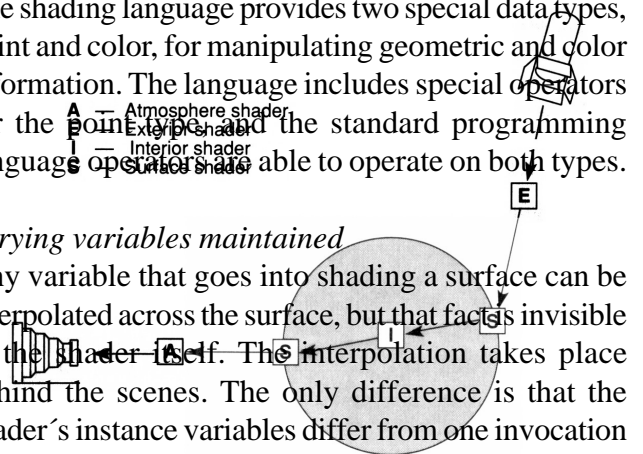 e shading language provides two special data types,
int and color, for manipulating geometric and color
formation. The language includes special operators
r the point type, and the standard programming
nguage operators are able to operate on both types.
A — Atmosphere shader
E — Exterior shader
I — Interior shader
S — Surface shader
E
rying variables maintained
ny variable that goes into shading a surface can be
erpolated across the surface, but that fact is invisible
the shader itself. The interpolation takes place
hind the scenes. The only difference is that the
ader´s instance variables differ from one invocation
S
I
S
A